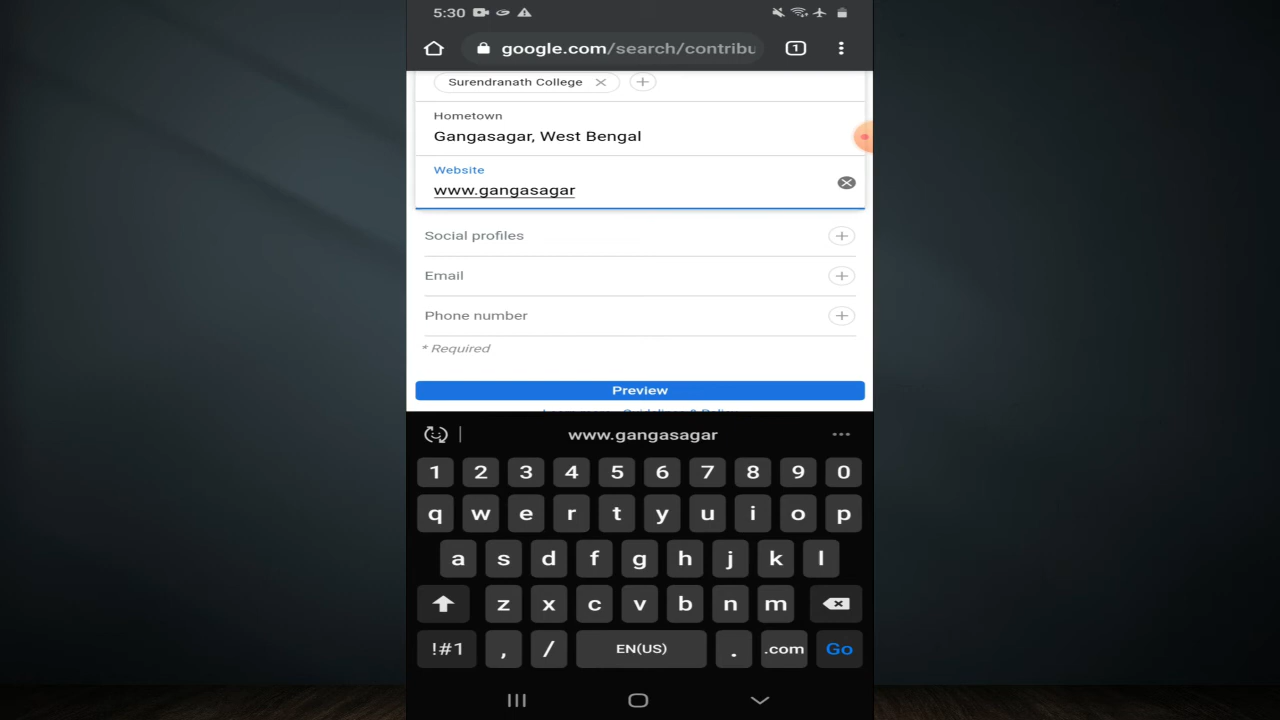 5:30
google.com/search/contribu
1
Surendranath College
Hometown
Gangasagar, West Bengal
Website
www.gangasagar
Social profiles
Email
Phone number
* Required
Preview
www.gangasagar
1 2 3 4 5 6 7 8 9 0
q w e r t y u i o p
a s d f g h j k l
z x c v b n m
!#1 , / EN(US) . .com Go